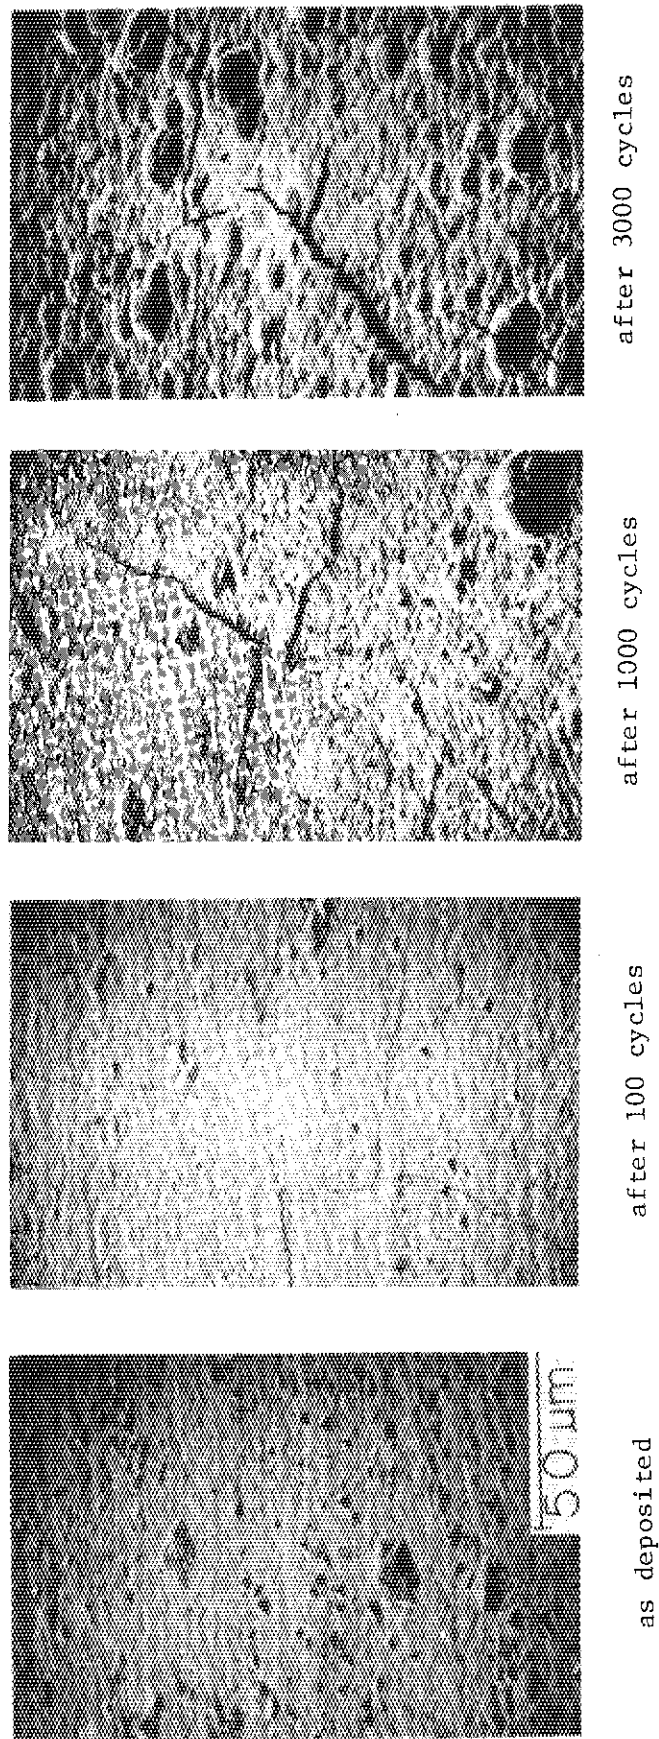 as deposited
after 100 cycles
after 1000 cycles
after 3000 cycles
50 μm